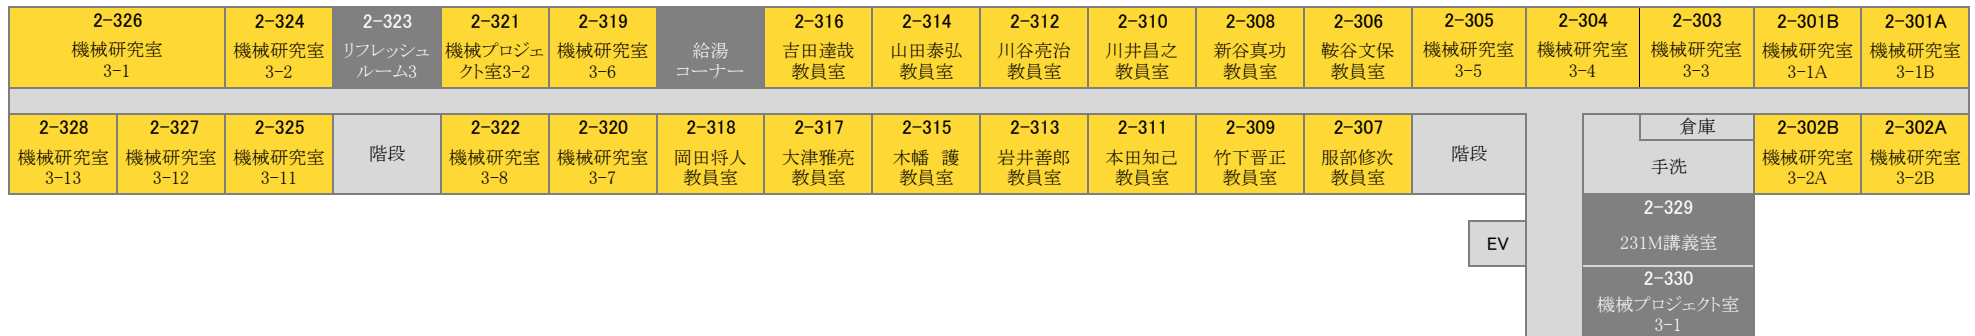 2-326
機械研究室
3-1
2-324
機械研究室
3-2
2-323
リフレッシュ
ルーム3
2-321
機械プロジェ
クト室3-2
2-319
機械研究室
3-6
給湯
コーナー
2-316
吉田達哉
教員室
2-314
山田泰弘
教員室
2-312
川谷亮治
教員室
2-310
川井昌之
教員室
2-308
新谷真功
教員室
2-306
鞍谷文保
教員室
2-305
機械研究室
3-5
2-304
機械研究室
3-4
2-303
機械研究室
3-3
2-301B
機械研究室
3-1A
2-301A
機械研究室
3-1B
2-328
機械研究室
3-13
2-327
機械研究室
3-12
2-325
機械研究室
3-11
階段
2-322
機械研究室
3-8
2-320
機械研究室
3-7
2-318
岡田将人
教員室
2-317
大津雅亮
教員室
2-315
木幡 護
教員室
2-313
岩井善郎
教員室
2-311
本田知己
教員室
2-309
竹下晋正
教員室
2-307
服部修次
教員室
階段
倉庫
手洗
2-302B
機械研究室
3-2A
2-302A
機械研究室
3-2B
EV
2-329
231M講義室
2-330
機械プロジェクト室
3-1